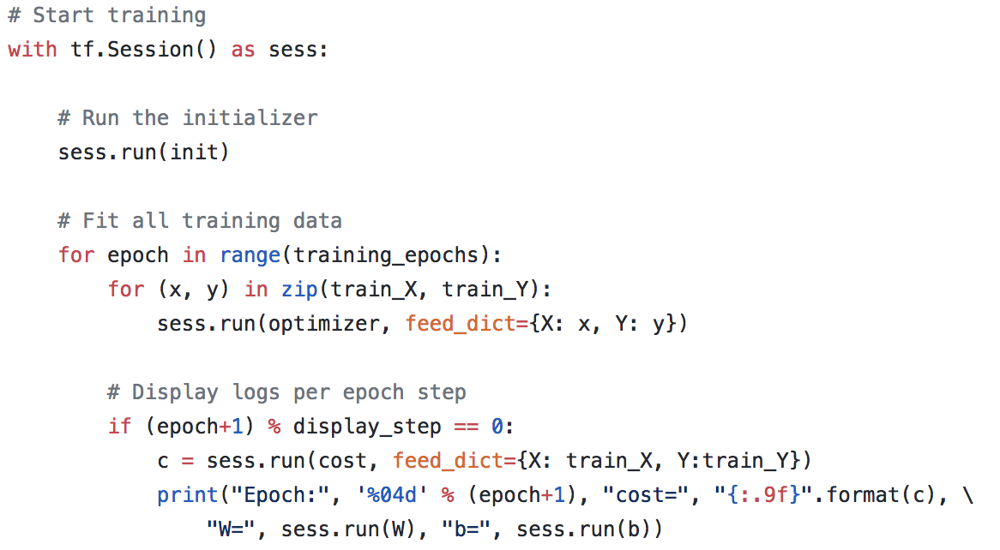 # Start training
with tf.Session() as sess:
# Run the initializer
sess.run(init)
# Fit all training data
for epoch in range(training_epochs):
for (x, y) in zip(train_X, train_Y):
sess.run(optimizer, feed_dict={X: x, Y: y})
# Display logs per epoch step
if (epoch+1) % display_step == 0:
c = sess.run(cost, feed_dict={X: train_X, Y:train_Y})
print("Epoch:", '%04d' % (epoch+1), "cost=", "{:.9f}".format(c), \
"W=", sess.run(W), "b=", sess.run(b))